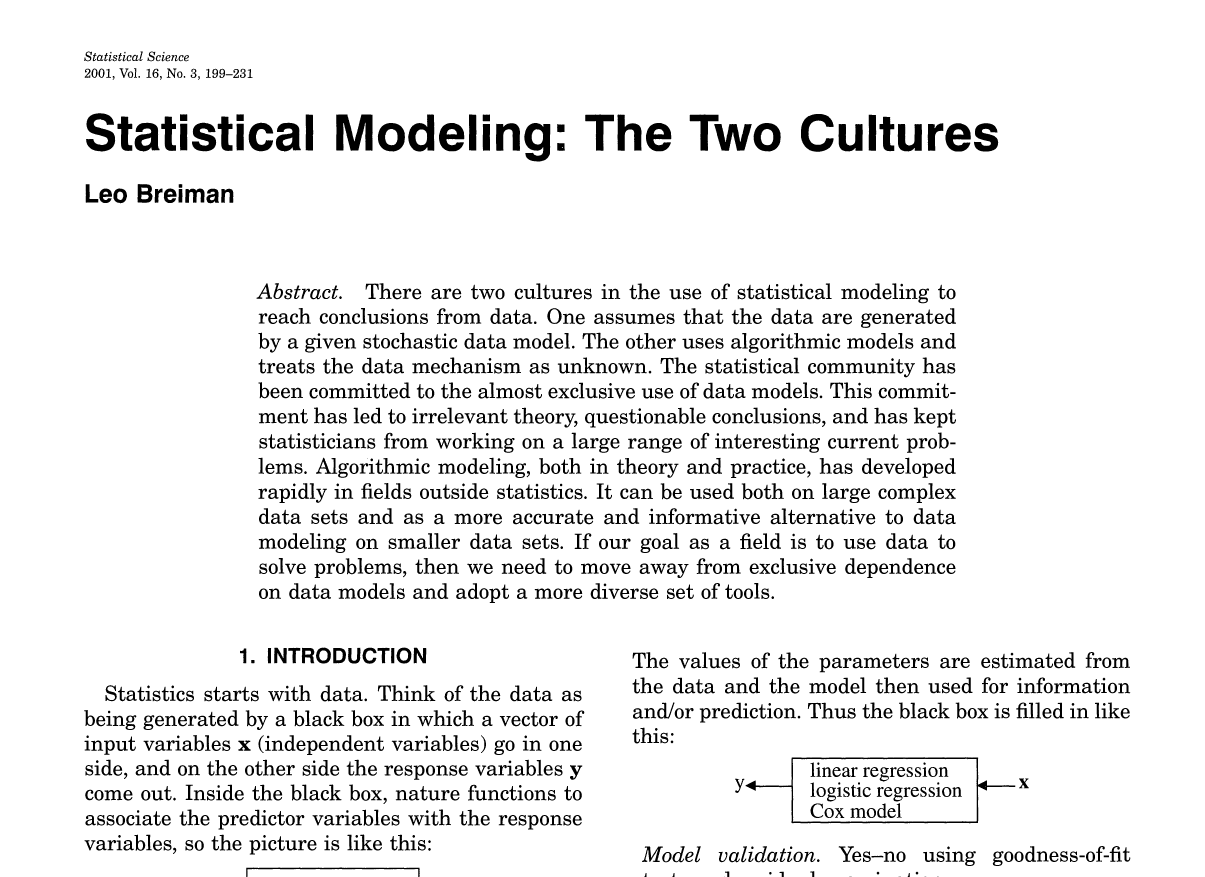 Statistical Science
2001, Vol. 16, No. 3, 199–231
Statistical Modeling: The Two Cultures
Leo Breiman
Abstract. There are two cultures in the use of statistical modeling to
reach conclusions from data. One assumes that the data are generated
by a given stochastic data model. The other uses algorithmic models and
treats the data mechanism as unknown. The statistical community has
been committed to the almost exclusive use of data models. This commit-
ment has led to irrelevant theory, questionable conclusions, and has kept
statisticians from working on a large range of interesting current prob-
lems. Algorithmic modeling, both in theory and practice, has developed
rapidly in fields outside statistics. It can be used both on large complex
data sets and as a more accurate and informative alternative to data
modeling on smaller data sets. If our goal as a field is to use data to
solve problems, then we need to move away from exclusive dependence
on data models and adopt a more diverse set of tools.
1. INTRODUCTION
Statistics starts with data. Think of the data as
being generated by a black box in which a vector of
input variables x (independent variables) go in one
side, and on the other side the response variables y
come out. Inside the black box, nature functions to
associate the predictor variables with the response
variables, so the picture is like this:
The values of the parameters are estimated from
the data and the model then used for information
and/or prediction. Thus the black box is filled in like
this:
y
linear regression
logistic regression
Cox model
x
Model validation. Yes–no using goodness-of-fit